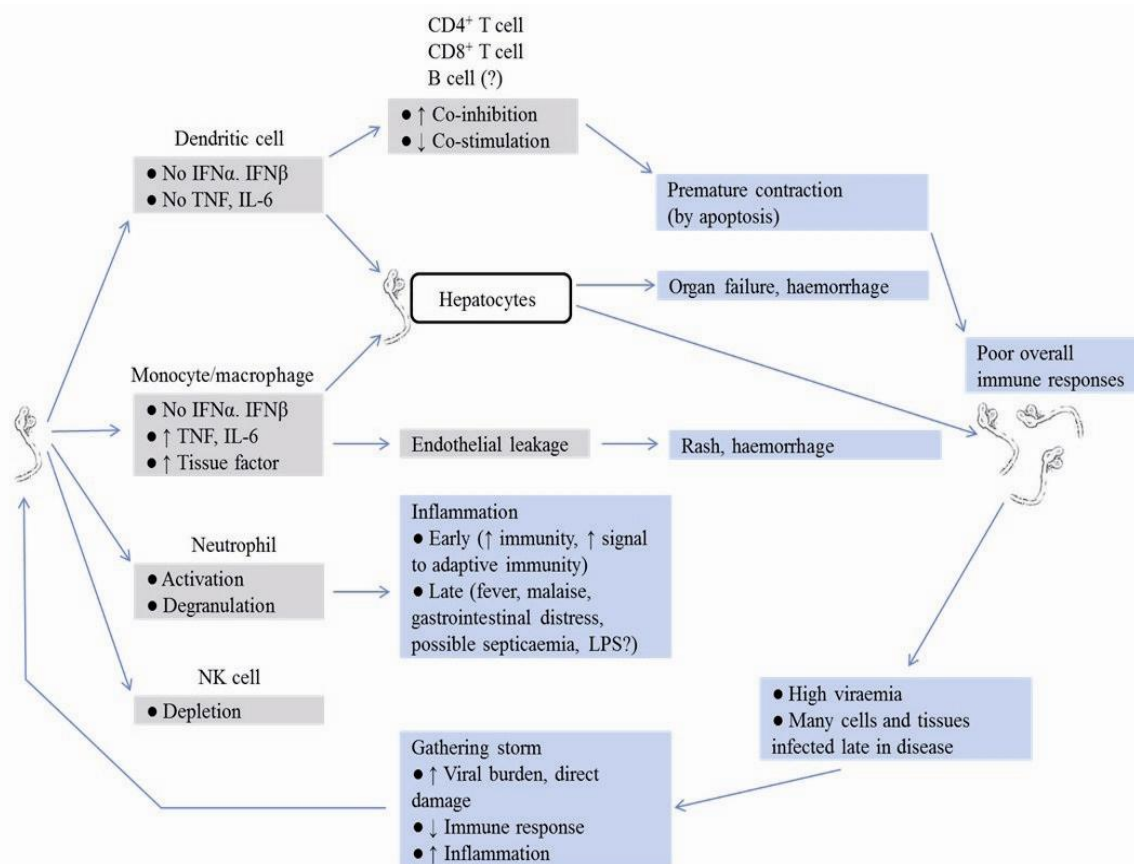 CD4⁺ T cell
CD8⁺ T cell
B cell (?)
● ↑ Co-inhibition
● ↓ Co-stimulation
Dendritic cell
● No IFNα. IFNβ
● No TNF, IL-6
Premature contraction
(by apoptosis)
Hepatocytes
Organ failure, haemorrhage
Poor overall
immune responses
Monocyte/macrophage
● No IFNα. IFNβ
● ↑ TNF, IL-6
● ↑ Tissue factor
Endothelial leakage
Rash, haemorrhage
Neutrophil
● Activation
● Degranulation
Inflammation
● Early (↑ immunity, ↑ signal
to adaptive immunity)
● Late (fever, malaise,
gastrointestinal distress,
possible septicaemia, LPS?)
NK cell
● Depletion
● High viraemia
● Many cells and tissues
infected late in disease
Gathering storm
● ↑ Viral burden, direct
damage
● ↓ Immune response
● ↑ Inflammation